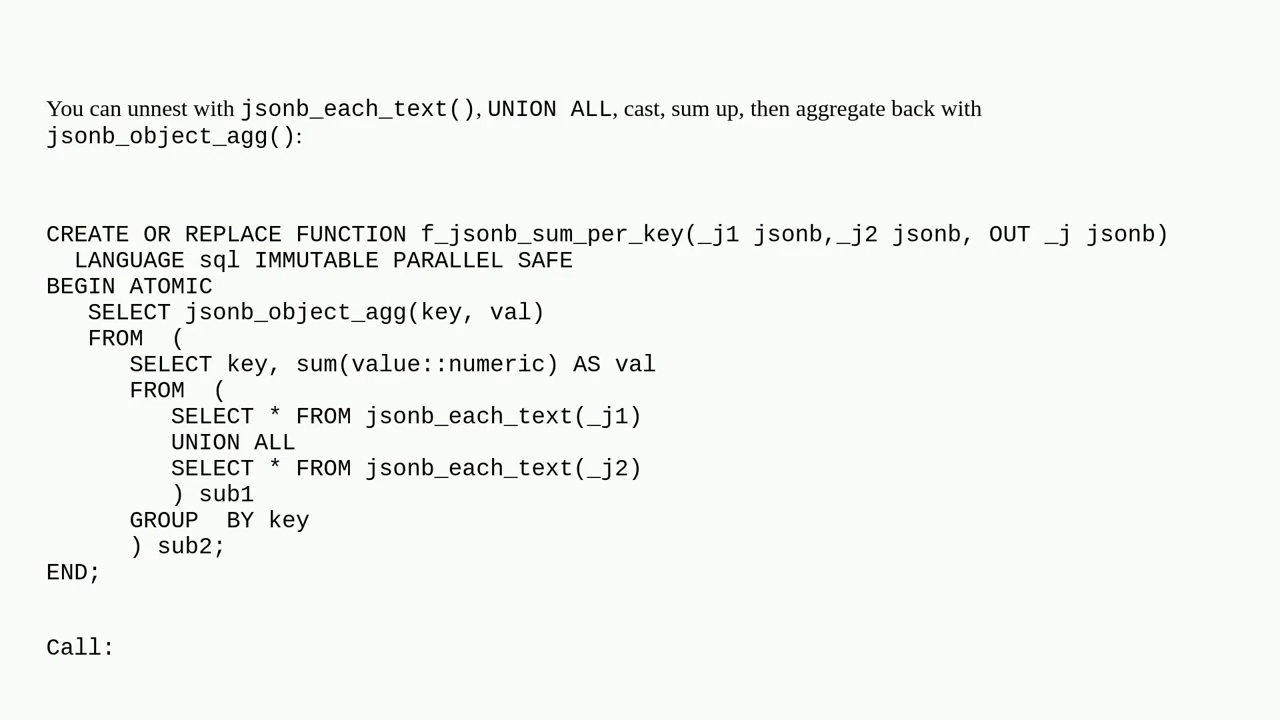 You can unnest with jsonb_each_text(), UNION ALL, cast, sum up, then aggregate back with
jsonb_object_agg():
CREATE OR REPLACE FUNCTION f_jsonb_sum_per_key(_j1 jsonb,_j2 jsonb, OUT _j jsonb)
  LANGUAGE sql IMMUTABLE PARALLEL SAFE
BEGIN ATOMIC
   SELECT jsonb_object_agg(key, val)
   FROM  (
      SELECT key, sum(value::numeric) AS val
      FROM  (
         SELECT * FROM jsonb_each_text(_j1)
         UNION ALL
         SELECT * FROM jsonb_each_text(_j2)
         ) sub1
      GROUP  BY key
      ) sub2;
END;
Call: